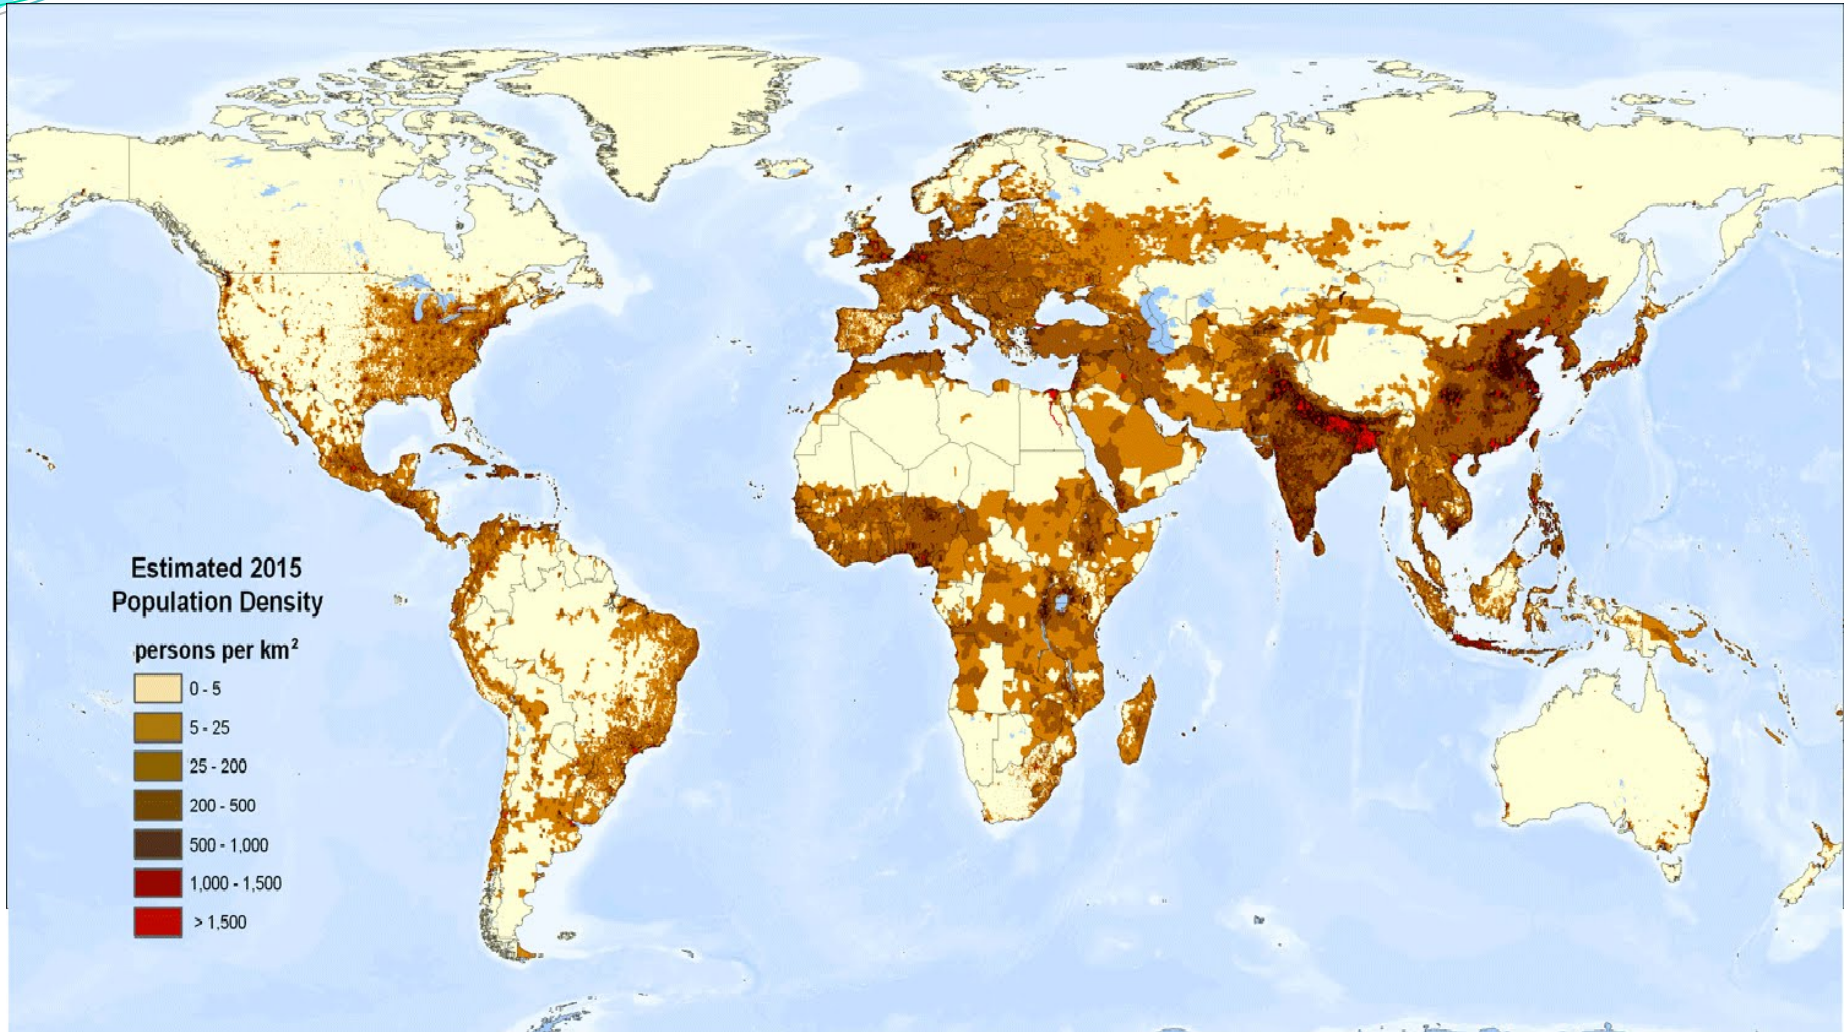 Estimated 2015
Population Density
persons per km²
0 - 5
5 - 25
25 - 200
200 - 500
500 - 1,000
1,000 - 1,500
> 1,500